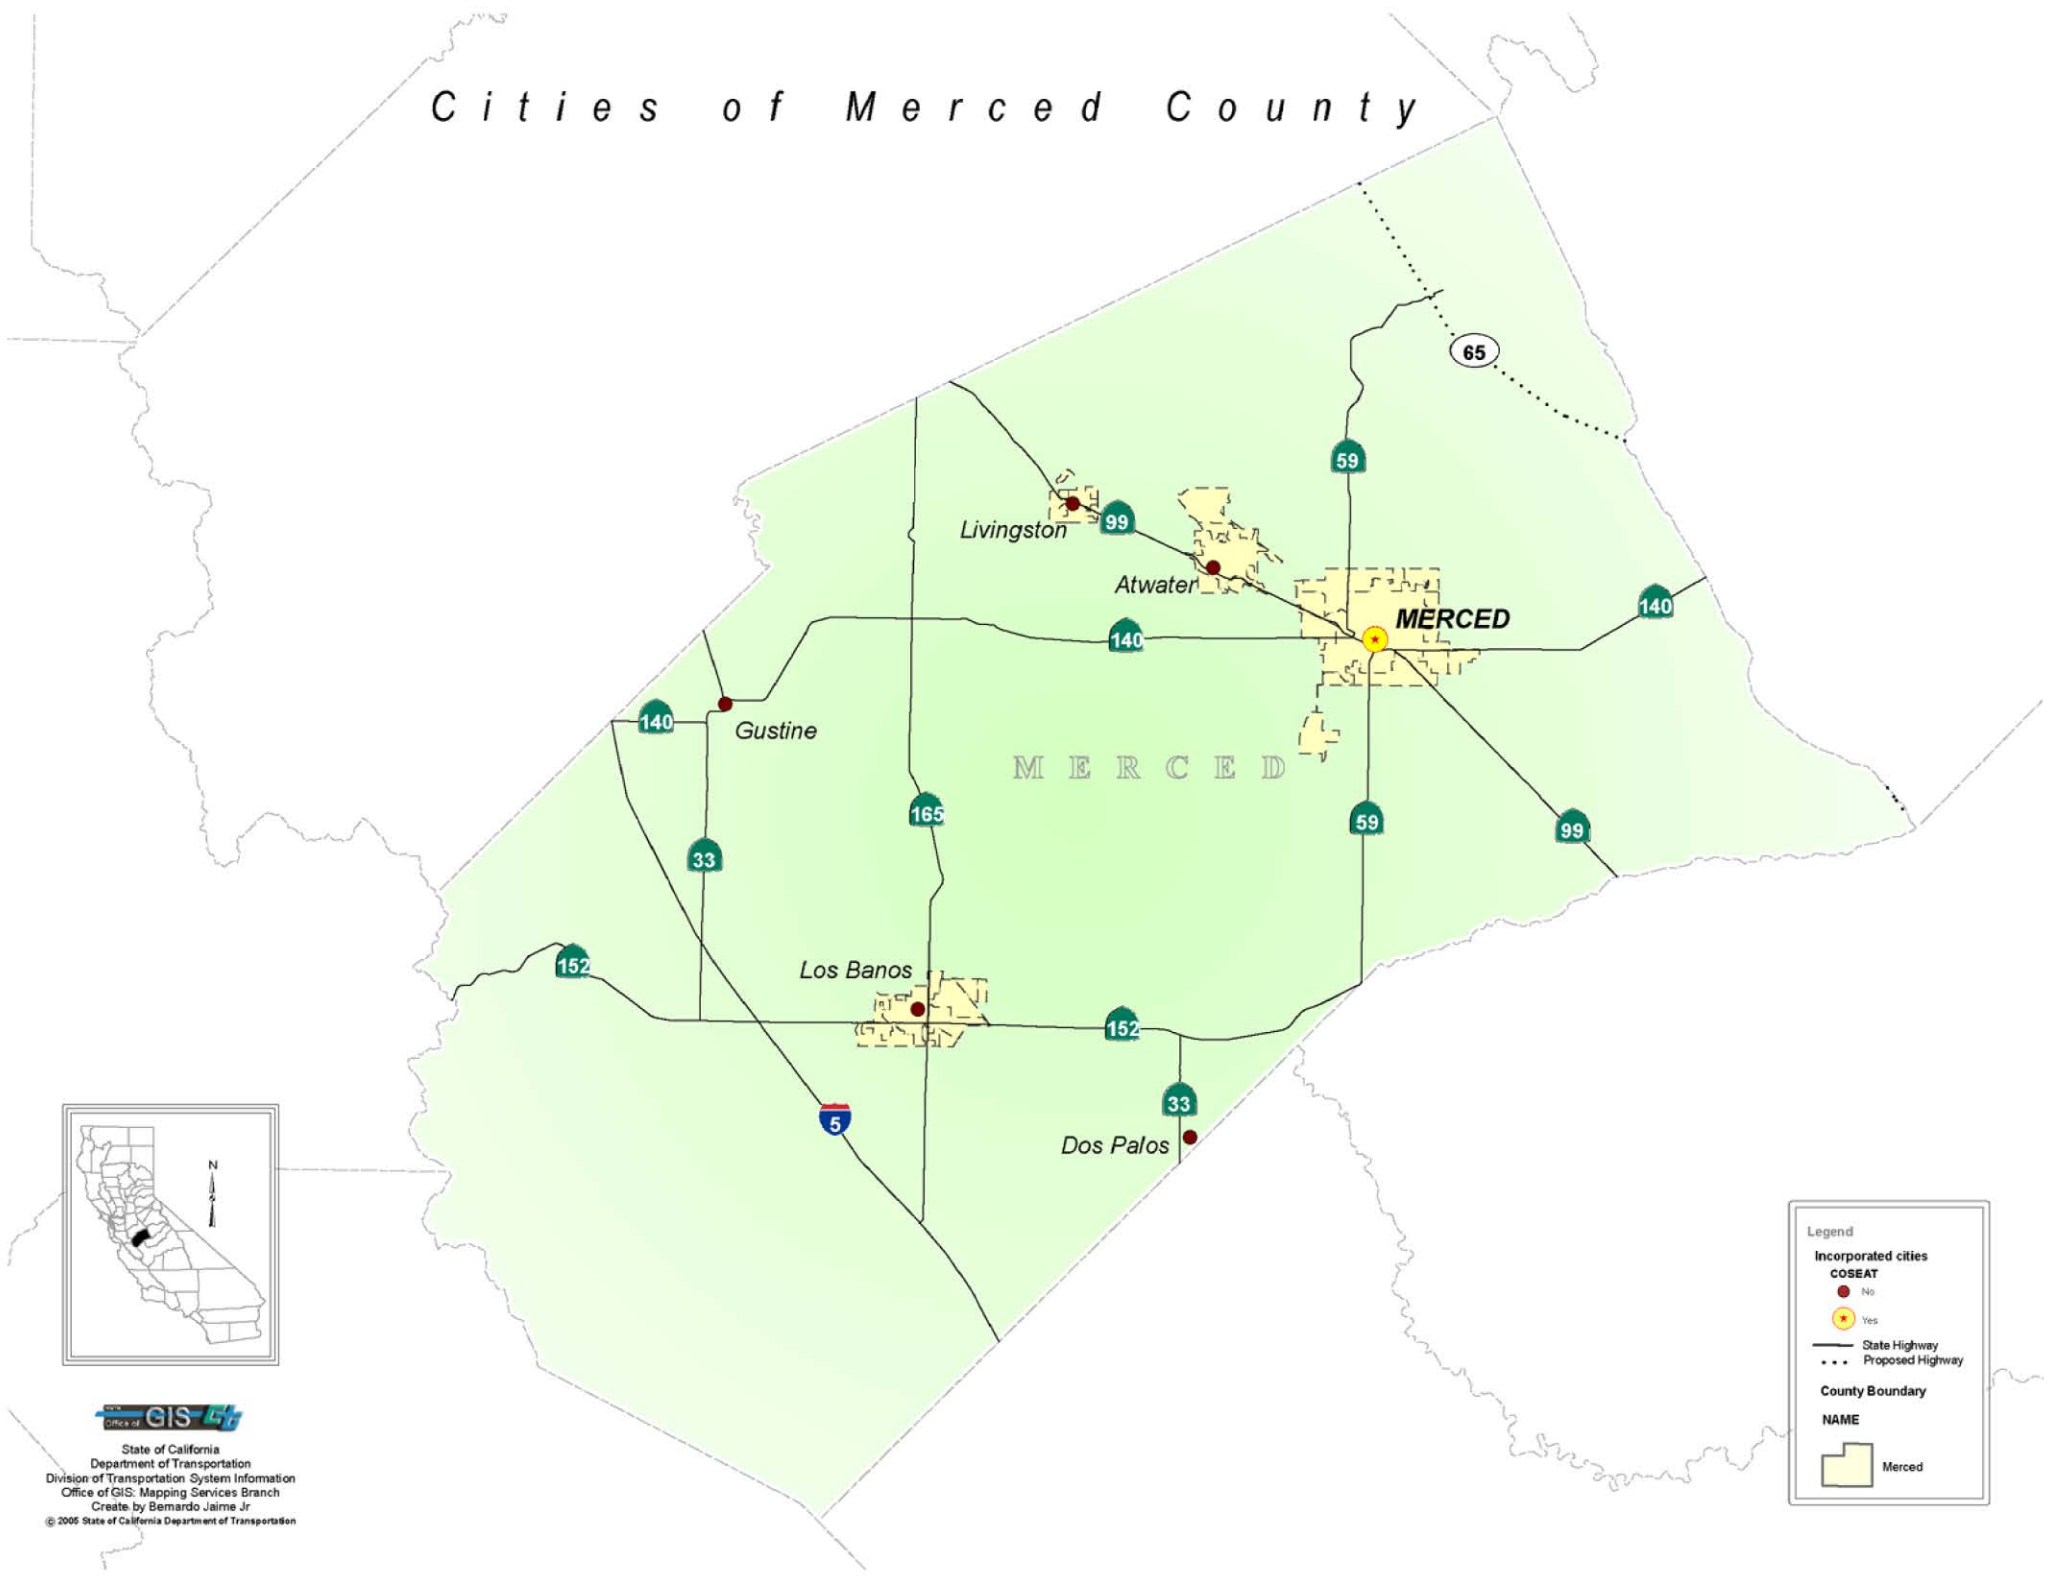 Cities of Merced County
65
59
Livingston
99
Atwater
MERCED
140
140
140
Gustine
MERCED
165
59
99
33
152
Los Banos
152
33
5
Dos Palos
N
Office of GIS
State of California
Department of Transportation
Division of Transportation System Information
Office of GIS: Mapping Services Branch
Create by Bernardo Jaime Jr
© 2005 State of California Department of Transportation
Legend
Incorporated cities
COSEAT
No
Yes
State Highway
Proposed Highway
County Boundary
NAME
Merced